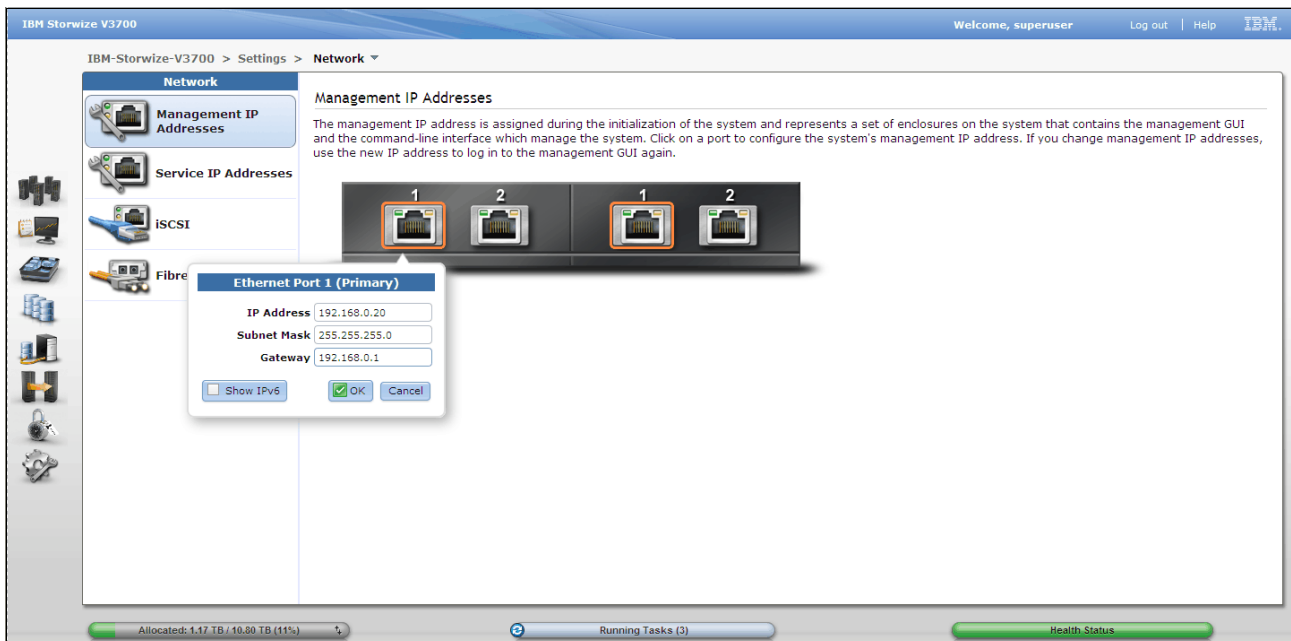 IBM Storwize V3700
Welcome, superuser
Log out | Help
IBM.
IBM-Storwize-V3700 > Settings > Network
Network
Management IP
Addresses
Service IP Addresses
iSCSI
Fibre
Management IP Addresses
The management IP address is assigned during the initialization of the system and represents a set of enclosures on the system that contains the management GUI
and the command-line interface which manage the system. Click on a port to configure the system's management IP address. If you change management IP addresses,
use the new IP address to log in to the management GUI again.
1 2 1 2
Ethernet Port 1 (Primary)
IP Address 192.168.0.20
Subnet Mask 255.255.255.0
Gateway 192.168.0.1
Show IPv6 OK Cancel
Allocated: 1.17 TB / 10.80 TB (11%)
Running Tasks (3)
Health Status